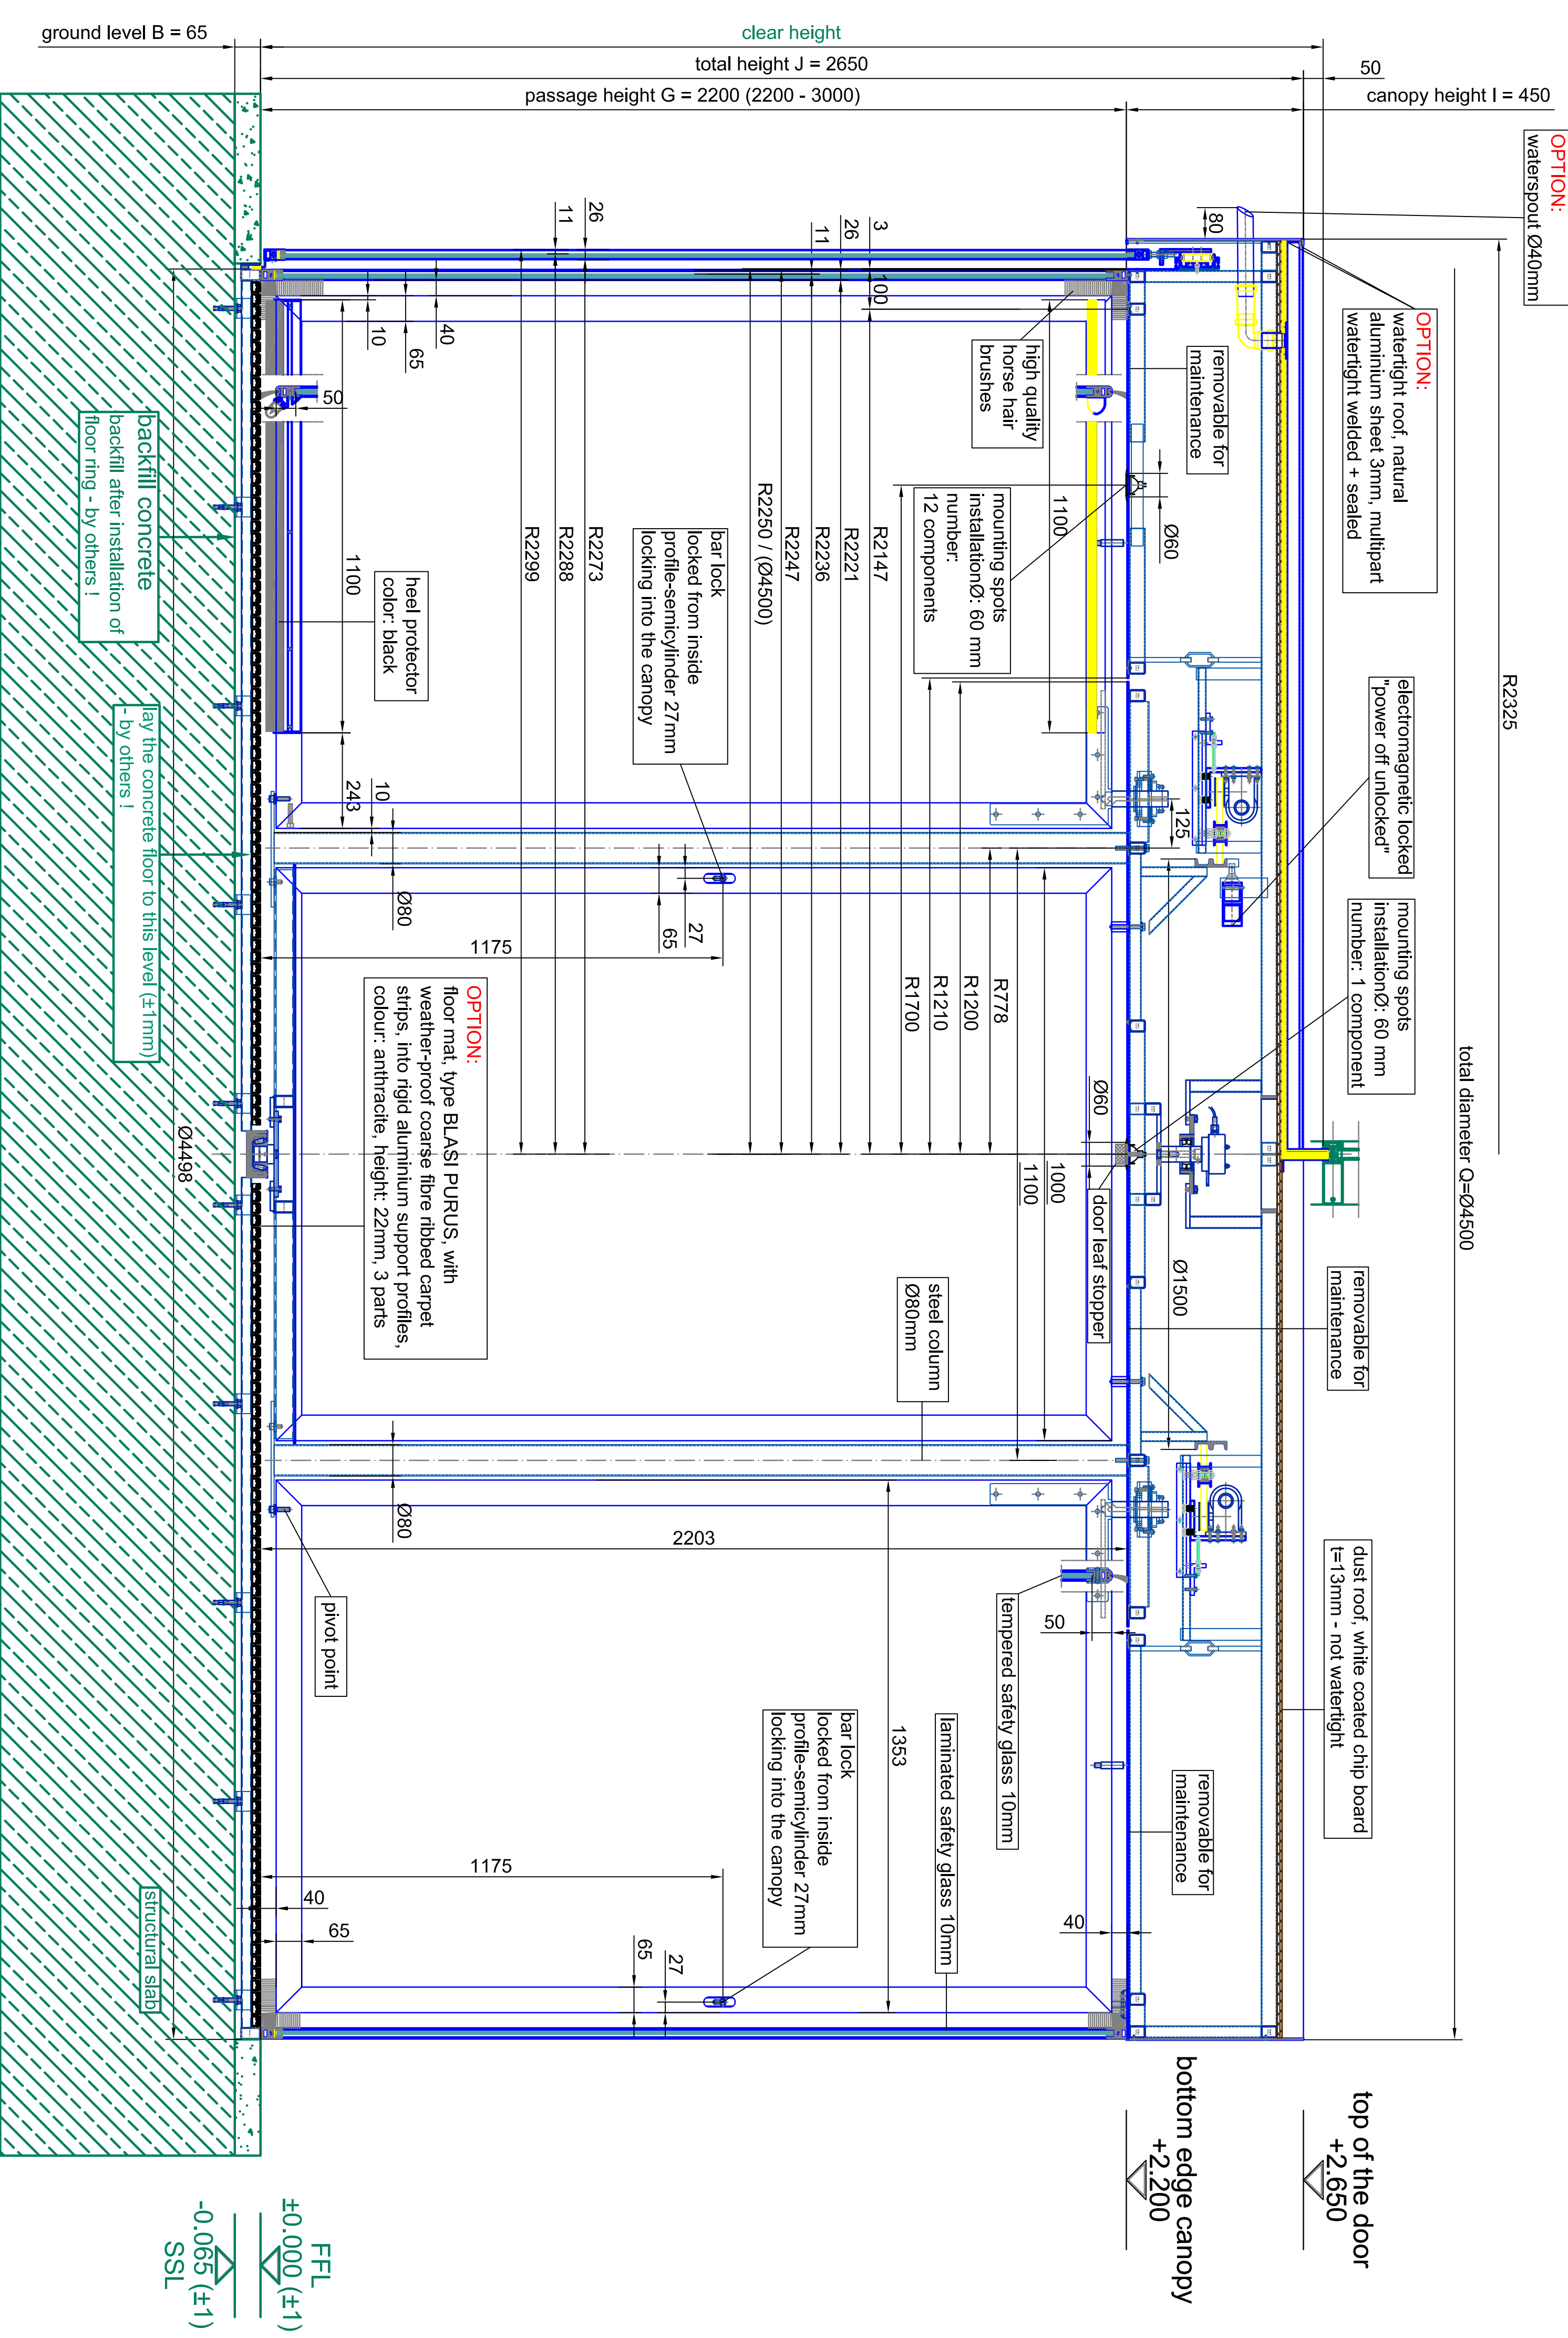 ground level B = 65
clear height
total height J = 2650
50
passage height G = 2200 (2200 - 3000)
canopy height I = 450
OPTION:
waterspout Ø40mm
80
R2325
OPTION:
watertight roof, natural
aluminium sheet 3mm, multipart
watertight welded + sealed
electromagnetic locked
"power off unlocked"
mounting spots
installationØ: 60 mm
number: 1 component
total diameter Q=Ø4500
removable for
maintenance
dust roof, white coated chip board
t=13mm - not watertight
removable for
maintenance
removable for
maintenance
Ø60
125
Ø1500
Ø60
door leaf stopper
high quality
horse hair
brushes
1100
mounting spots
installationØ: 60 mm
number:
12 components
3
100
26
11
26
11
40
65
10
50
R2147
R2221
R2236
R2247
R2250 / (Ø4500)
R2273
R2288
R2299
R778
R1200
R1210
R1700
1000
1100
bar lock
locked from inside
profile-semicylinder 27mm
locking into the canopy
1100
243
10
Ø80
heel protector
color: black
27
65
1175
steel column
Ø80mm
OPTION:
floor mat, type BLASI PURUS, with
weather-proof coarse fibre ribbed carpet
strips, into rigid aluminium support profiles,
colour: anthracite, height: 22mm, 3 parts
Ø80
2203
pivot point
50
tempered safety glass 10mm
laminated safety glass 10mm
1353
bar lock
locked from inside
profile-semicylinder 27mm
locking into the canopy
1175
40
65
27
65
40
backfill concrete
backfill after installation of
floor ring - by others !
lay the concrete floor to this level (±1mm)
- by others !
Ø4498
structural slab
top of the door
+2.650
bottom edge canopy
+2.200
FFL
±0.000 (±1)
-0.065 (±1)
SSL